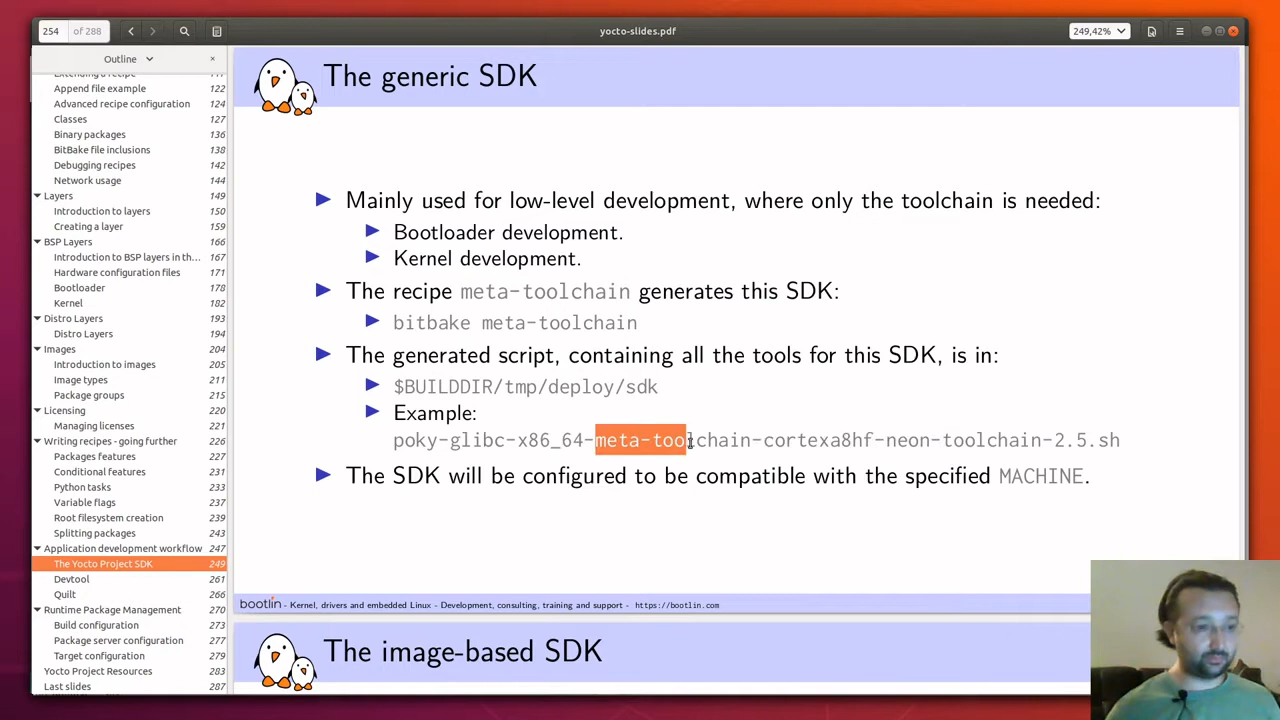 254 of 288
yocto-slides.pdf
249,42%
Outline
Extending a recipe 111
Append file example 122
Advanced recipe configuration 124
Classes 127
Binary packages 136
BitBake file inclusions 138
Debugging recipes 142
Network usage 144
Layers 149
Introduction to layers 150
Creating a layer 159
BSP Layers 166
Introduction to BSP layers in th... 167
Hardware configuration files 171
Bootloader 178
Kernel 182
Distro Layers 193
Distro Layers 194
Images 204
Introduction to images 205
Image types 211
Package groups 215
Licensing 220
Managing licenses 221
Writing recipes - going further 230
Packages features 231
Conditional features 232
Python tasks 234
Variable flags 237
Root filesystem creation 239
Splitting packages 243
Application development workflow 247
The Yocto Project SDK 249
Devtool 261
Quilt 266
Runtime Package Management 270
Build configuration 273
Package server configuration 277
Target configuration 279
Yocto Project Resources 283
Last slides 287
The generic SDK
Mainly used for low-level development, where only the toolchain is needed:
Bootloader development.
Kernel development.
The recipe meta-toolchain generates this SDK:
bitbake meta-toolchain
The generated script, containing all the tools for this SDK, is in:
$BUILDDIR/tmp/deploy/sdk
Example:
poky-glibc-x86_64-meta-toolchain-cortexa8hf-neon-toolchain-2.5.sh
The SDK will be configured to be compatible with the specified MACHINE.
bootlin - Kernel, drivers and embedded Linux - Development, consulting, training and support - https://bootlin.com
The image-based SDK